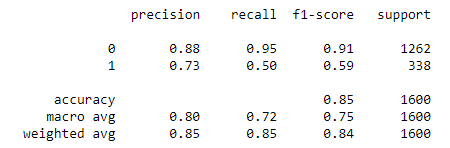 precision recall f1-score support
0 0.88 0.95 0.91 1262
1 0.73 0.50 0.59 338
accuracy 0.85 1600
macro avg 0.80 0.72 0.75 1600
weighted avg 0.85 0.85 0.84 1600